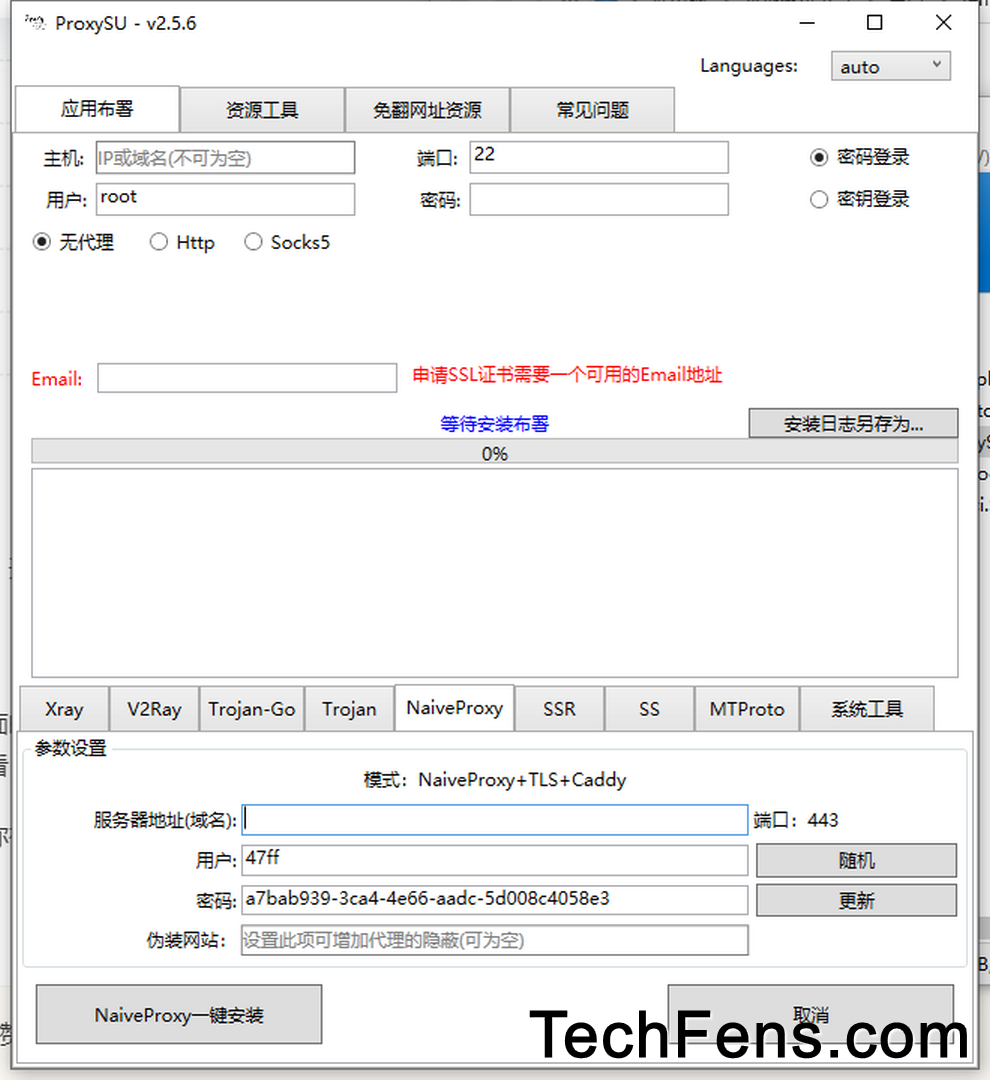 ProxySU - v2.5.6
Languages: auto
应用布署 资源工具 免翻网址资源 常见问题
主机: IP或域名(不可为空) 端口: 22 密码登录
用户: root 密码: 密钥登录
无代理 Http Socks5
Email: 申请SSL证书需要一个可用的Email地址
等待安装布署 安装日志另存为...
0%
Xray V2Ray Trojan-Go Trojan NaiveProxy SSR SS MTProto 系统工具
参数设置
模式：NaiveProxy+TLS+Caddy
服务器地址(域名): 端口：443
用户: 47ff 随机
密码: a7bab939-3ca4-4e66-aadc-5d008c4058e3 更新
伪装网站： 设置此项可增加代理的隐蔽(可为空)
NaiveProxy一键安装 取消
TechFens.com